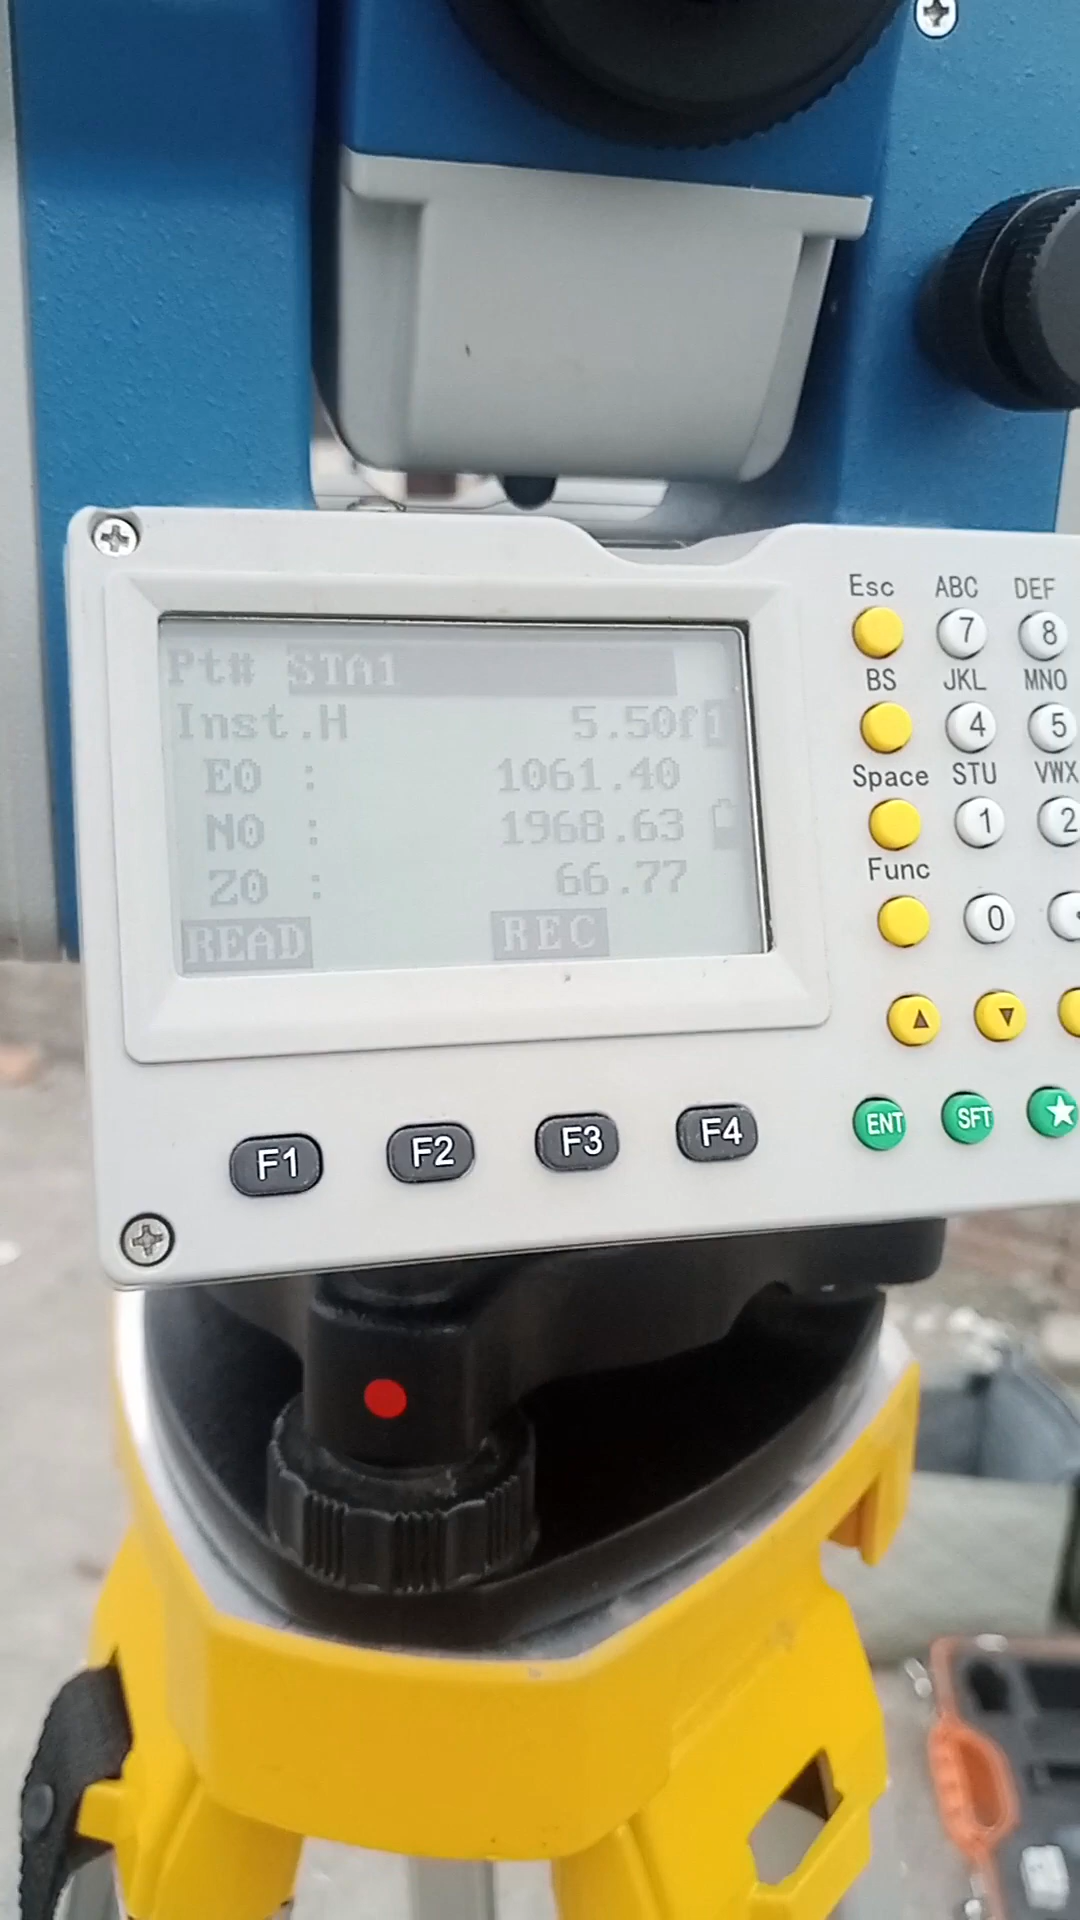 Pt# STA1
Inst.H 5.50f 1
E0 : 1061.40
N0 : 1968.63
Z0 : 66.77
READ REC
Esc ABC DEF
7 8
BS JKL MNO
4 5
Space STU VWX
1 2
Func
0
▲ ▼
F1 F2 F3 F4 ENT SFT ★